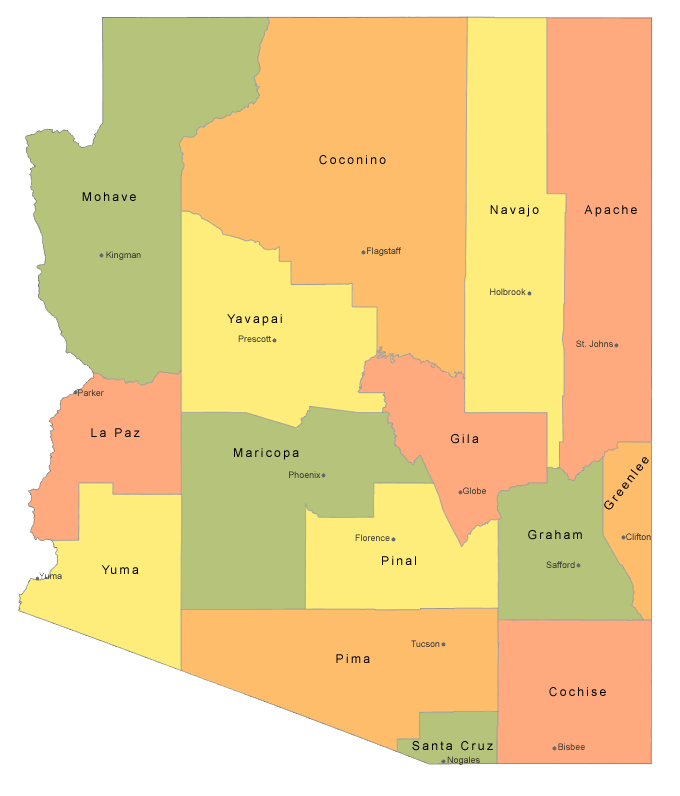 Coconino
Mohave
Navajo
Apache
Flagstaff
Kingman
Holbrook
Yavapai
Prescott
St. Johns
Parker
La Paz
Gila
Maricopa
Phoenix
Globe
Greenlee
Florence
Graham
Clifton
Pinal
Safford
Yuma
Yuma
Tucson
Pima
Cochise
Santa Cruz
Bisbee
Nogales